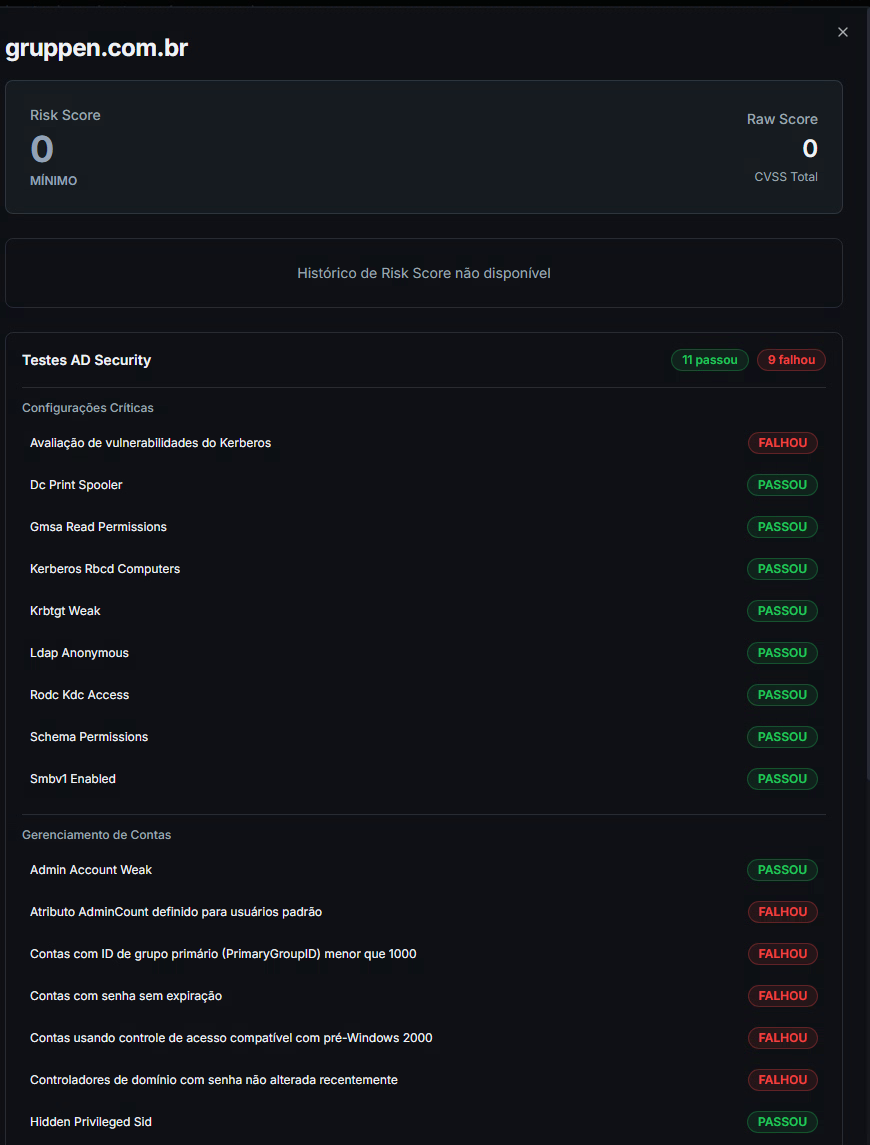 gruppen.com.br
Risk Score
0
MÍNIMO
Raw Score
0
CVSS Total
Histórico de Risk Score não disponível
Testes AD Security
11 passou
9 falhou
Configurações Críticas
Avaliação de vulnerabilidades do Kerberos FALHOU
Dc Print Spooler PASSOU
Gmsa Read Permissions PASSOU
Kerberos Rbcd Computers PASSOU
Krbtgt Weak PASSOU
Ldap Anonymous PASSOU
Rodc Kdc Access PASSOU
Schema Permissions PASSOU
Smbv1 Enabled PASSOU
Gerenciamento de Contas
Admin Account Weak PASSOU
Atributo AdminCount definido para usuários padrão FALHOU
Contas com ID de grupo primário (PrimaryGroupID) menor que 1000 FALHOU
Contas com senha sem expiração FALHOU
Contas usando controle de acesso compatível com pré-Windows 2000 FALHOU
Controladores de domínio com senha não alterada recentemente FALHOU
Hidden Privileged Sid PASSOU